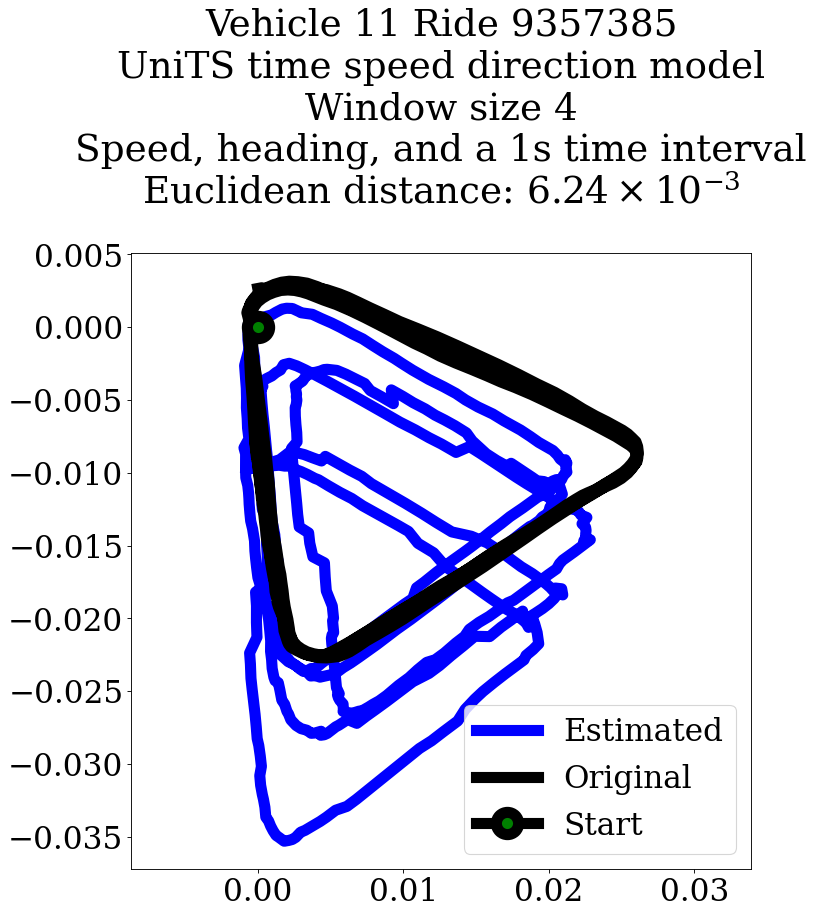 Vehicle 11 Ride 9357385
UniTS time speed direction model
Window size 4
Speed, heading, and a 1s time interval
Euclidean distance: 6.24 × 10⁻³
0.005
0.000
−0.005
−0.010
−0.015
−0.020
−0.025
−0.030
−0.035
Estimated
Original
Start
0.00 0.01 0.02 0.03